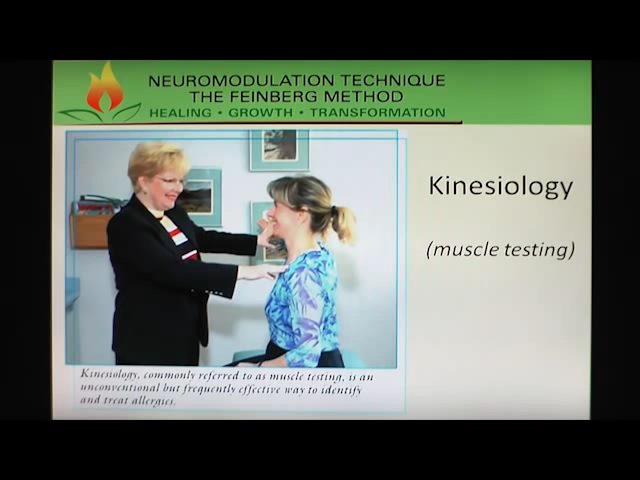 NEUROMODULATION TECHNIQUE
THE FEINBERG METHOD
HEALING • GROWTH • TRANSFORMATION
Kinesiology
(muscle testing)
Kinesiology, commonly referred to as muscle testing, is an
unconventional but frequently effective way to identify
and treat allergies.